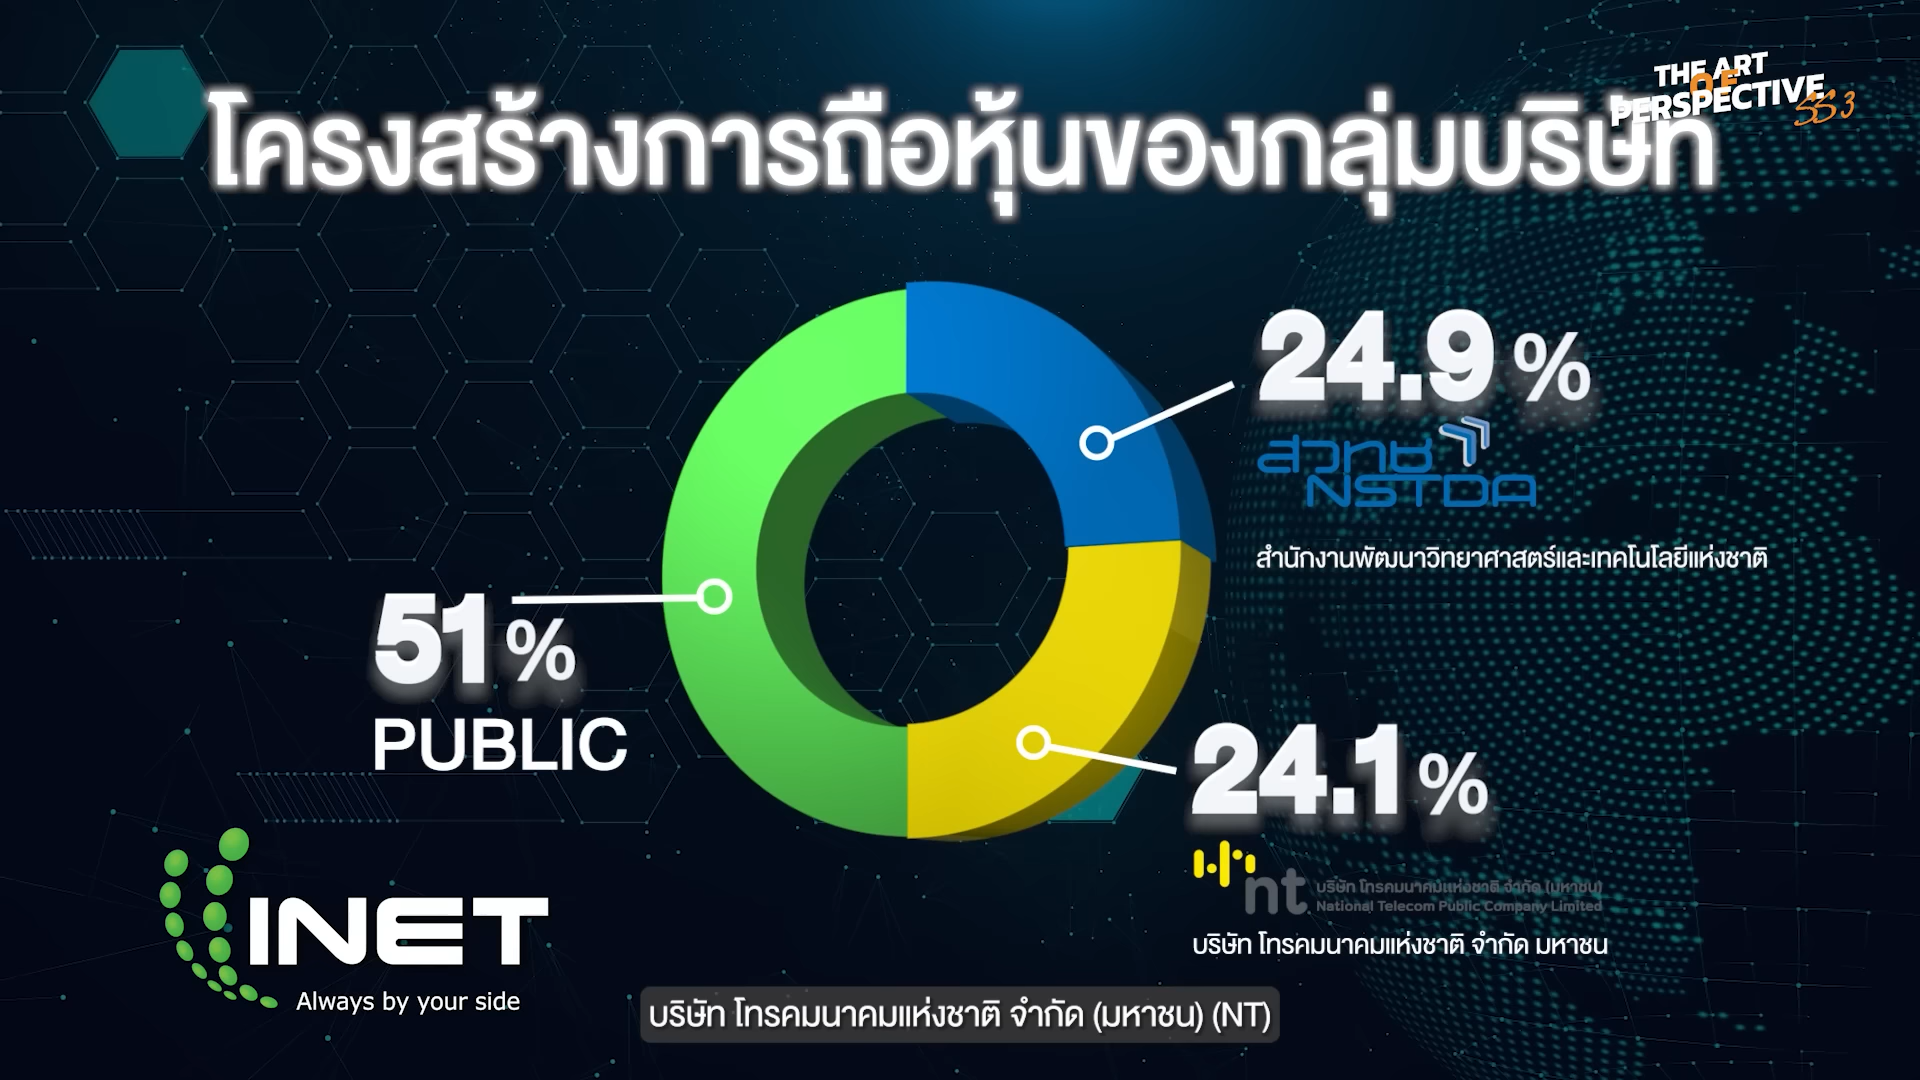 THE ART
OF
PERSPECTIVE
SS3
โครงสร้างการถือหุ้นของกลุ่มบริษัท
24.9 %
สวทช
NSTDA
สำนักงานพัฒนาวิทยาศาสตร์และเทคโนโลยีแห่งชาติ
51%
PUBLIC
24.1%
nt
บริษัท โทรคมนาคมแห่งชาติ จำกัด (มหาชน)
National Telecom Public Company Limited
บริษัท โทรคมนาคมแห่งชาติ จำกัด มหาชน
INET
Always by your side
บริษัท โทรคมนาคมแห่งชาติ จำกัด (มหาชน) (NT)